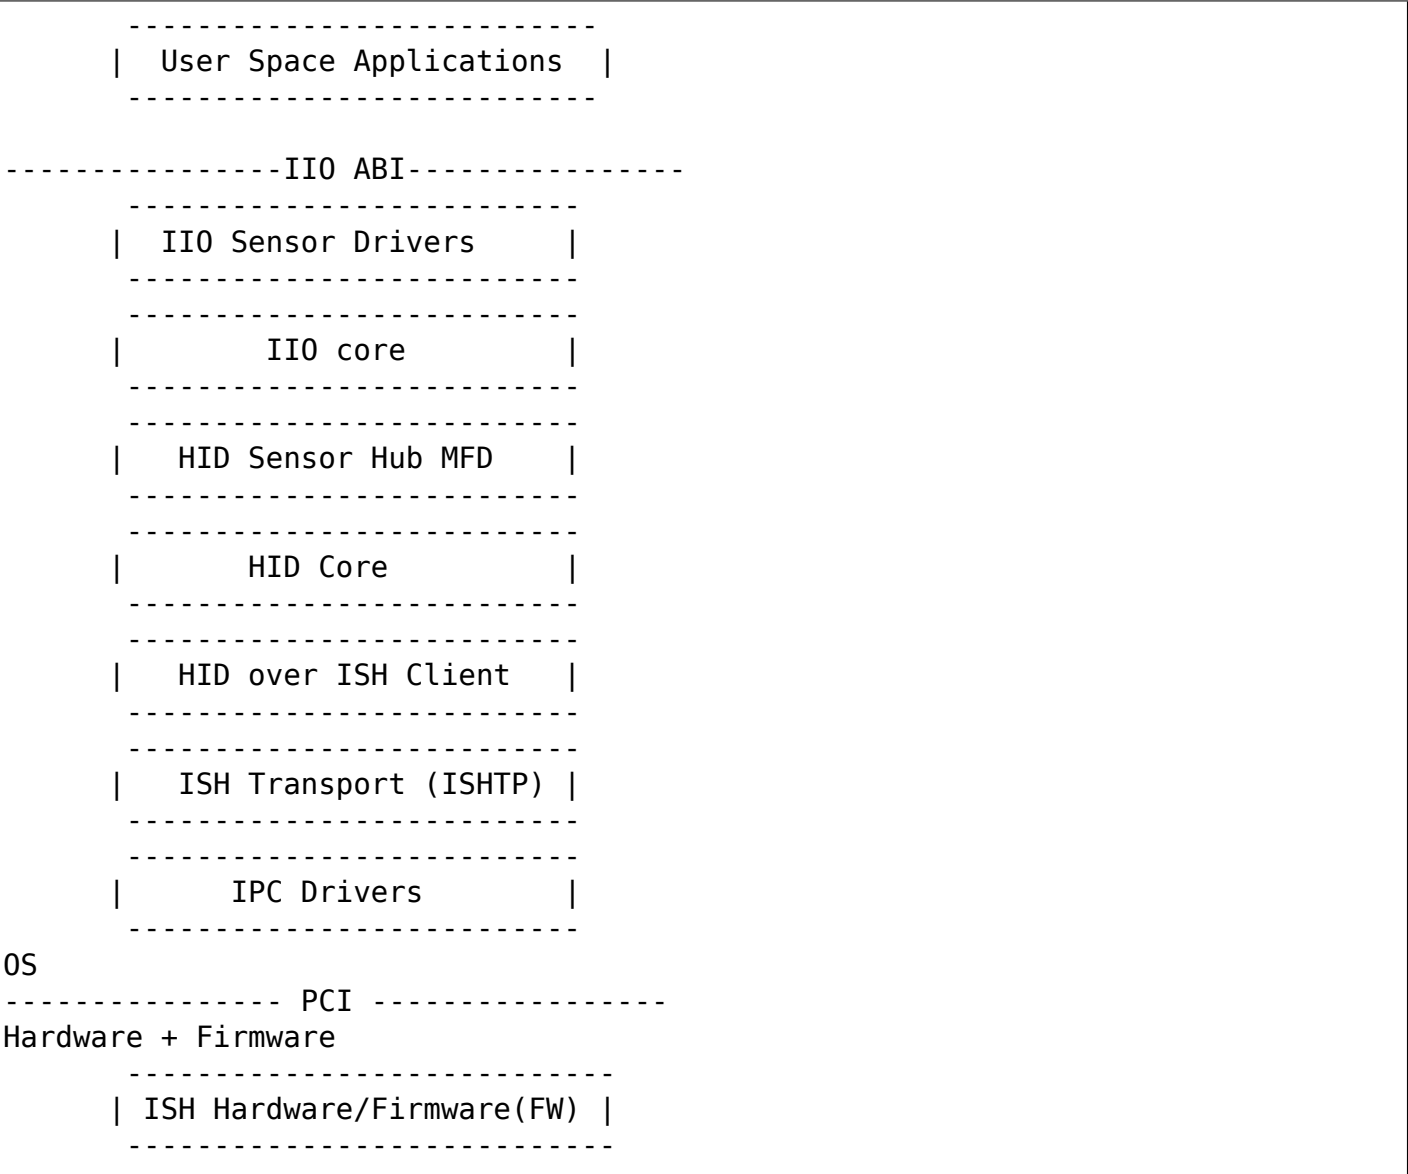 ---------------------------
| User Space Applications |
---------------------------
----------------IIO ABI----------------
--------------------------
| IIO Sensor Drivers |
--------------------------
--------------------------
| IIO core |
--------------------------
--------------------------
| HID Sensor Hub MFD |
--------------------------
--------------------------
| HID Core |
--------------------------
--------------------------
| HID over ISH Client |
--------------------------
--------------------------
| ISH Transport (ISHTP) |
--------------------------
--------------------------
| IPC Drivers |
--------------------------
OS
---------------- PCI -----------------
Hardware + Firmware
----------------------------
| ISH Hardware/Firmware(FW) |
----------------------------